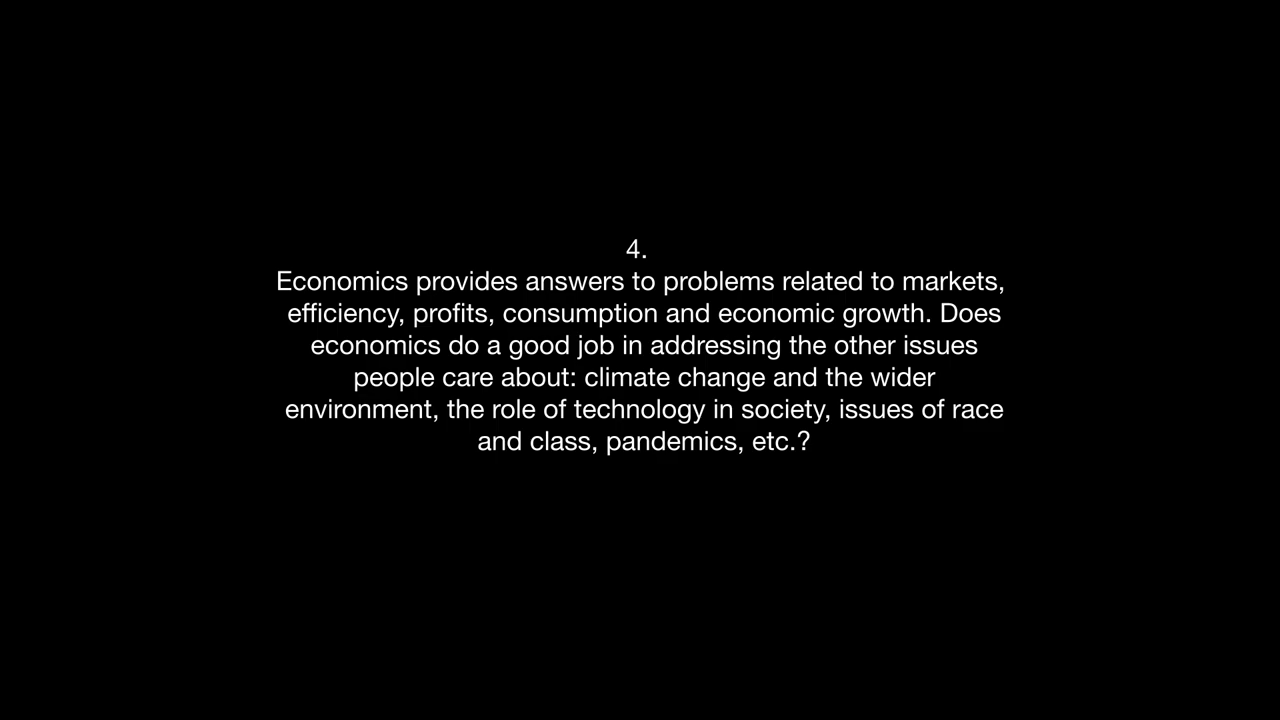 4.
Economics provides answers to problems related to markets,
efficiency, profits, consumption and economic growth. Does
economics do a good job in addressing the other issues
people care about: climate change and the wider
environment, the role of technology in society, issues of race
and class, pandemics, etc.?